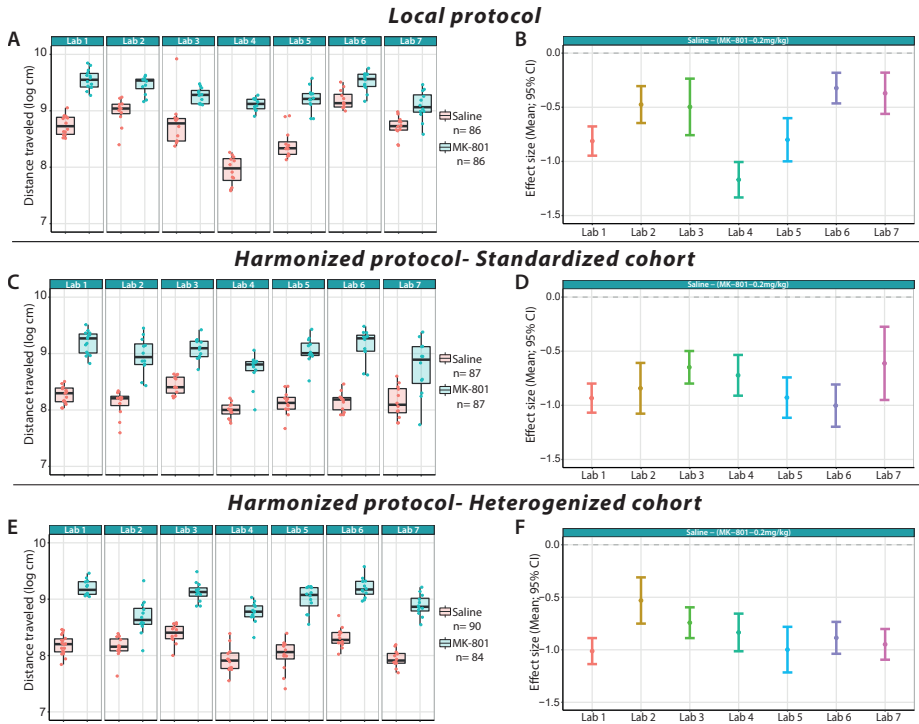 Local protocol
A
Lab 1 Lab 2 Lab 3 Lab 4 Lab 5 Lab 6 Lab 7
Distance traveled (log cm)
10
9
8
7
Saline
n= 86
MK-801
n= 86
B
Saline – (MK–801–0.2mg/kg)
Effect size (Mean; 95% CI)
0.0
−0.5
−1.0
−1.5
Lab 1 Lab 2 Lab 3 Lab 4 Lab 5 Lab 6 Lab 7
Harmonized protocol- Standardized cohort
C
Lab 1 Lab 2 Lab 3 Lab 4 Lab 5 Lab 6 Lab 7
Distance traveled (log cm)
10
9
8
7
Saline
n= 87
MK-801
n= 87
D
Saline – (MK–801–0.2mg/kg)
Effect size (Mean; 95% CI)
0.0
−0.5
−1.0
−1.5
Lab 1 Lab 2 Lab 3 Lab 4 Lab 5 Lab 6 Lab 7
Harmonized protocol- Heterogenized cohort
E
Lab 1 Lab 2 Lab 3 Lab 4 Lab 5 Lab 6 Lab 7
Distance traveled (log cm)
10
9
8
7
Saline
n= 90
MK-801
n= 84
F
Saline – (MK–801–0.2mg/kg)
Effect size (Mean; 95% CI)
0.0
−0.5
−1.0
−1.5
Lab 1 Lab 2 Lab 3 Lab 4 Lab 5 Lab 6 Lab 7